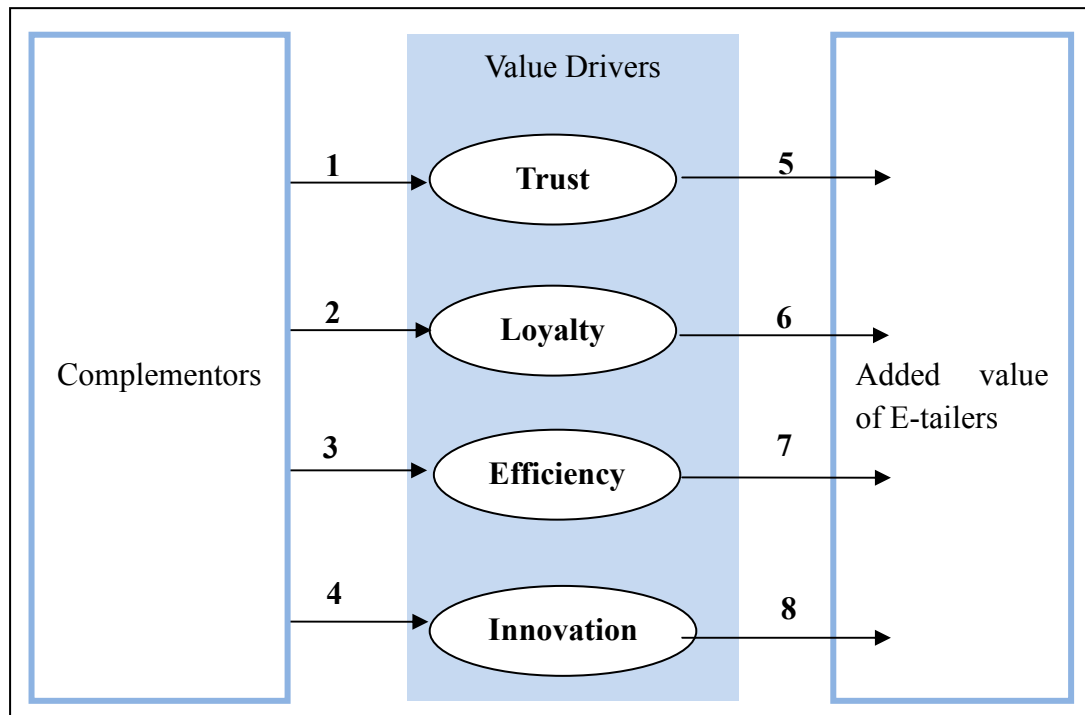 Value Drivers
1
Trust
5
2
Loyalty
6
Complementors
Added value
of E-tailers
3
Efficiency
7
4
Innovation
8